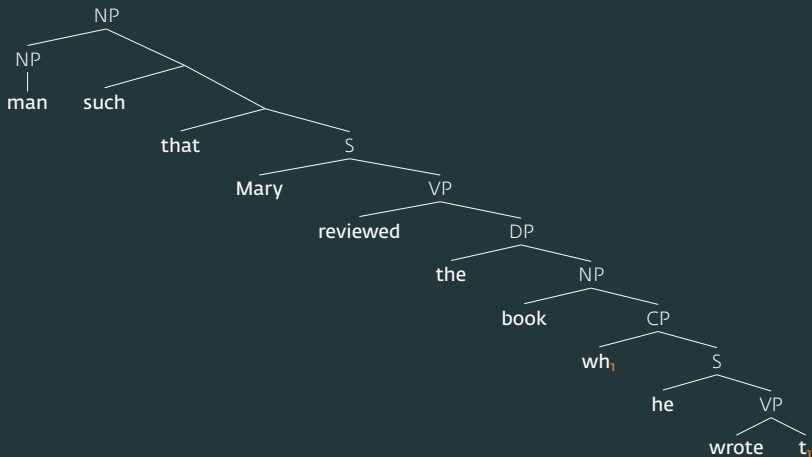 NP
NP
man such
that S
Mary VP
reviewed DP
the NP
book CP
wh₁ S
he VP
wrote t₁